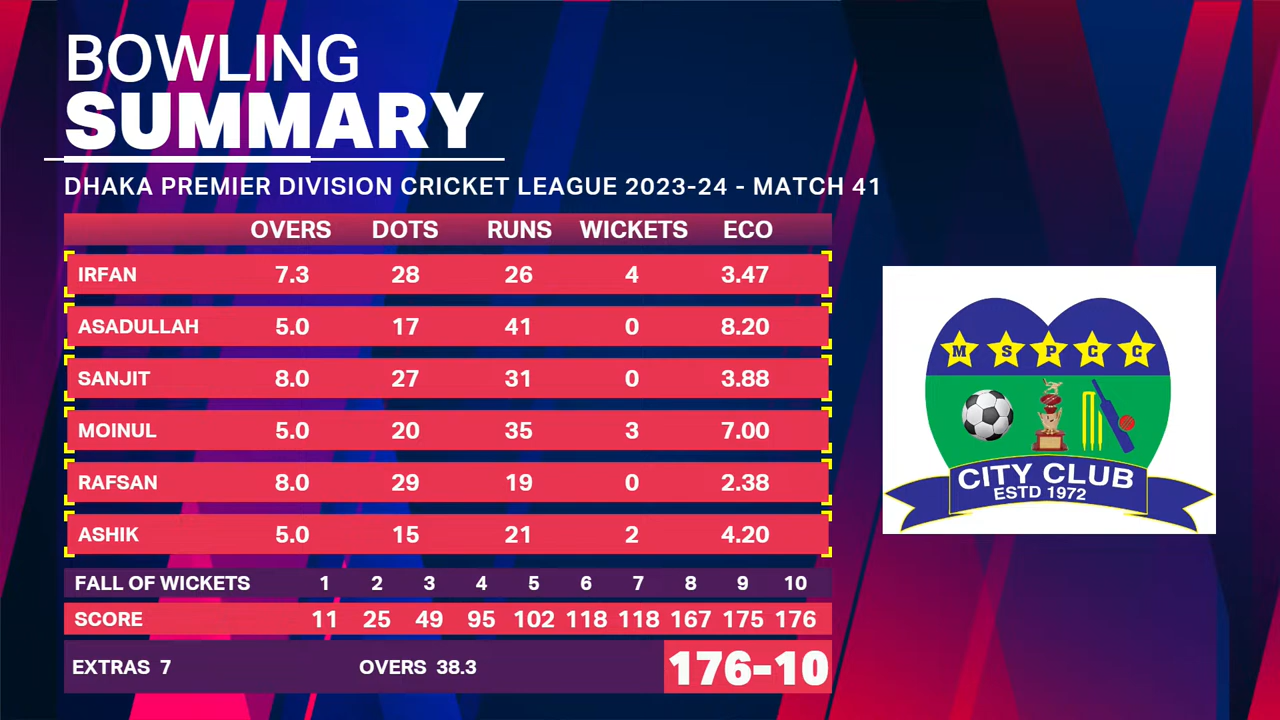 BOWLING
SUMMARY
DHAKA PREMIER DIVISION CRICKET LEAGUE 2023-24 - MATCH 41
OVERS DOTS RUNS WICKETS ECO
IRFAN 7.3 28 26 4 3.47
ASADULLAH 5.0 17 41 0 8.20
SANJIT 8.0 27 31 0 3.88
MOINUL 5.0 20 35 3 7.00
RAFSAN 8.0 29 19 0 2.38
ASHIK 5.0 15 21 2 4.20
FALL OF WICKETS 1 2 3 4 5 6 7 8 9 10
SCORE 11 25 49 95 102 118 118 167 175 176
EXTRAS 7 OVERS 38.3 176-10
M S P C C
CITY CLUB
ESTD 1972